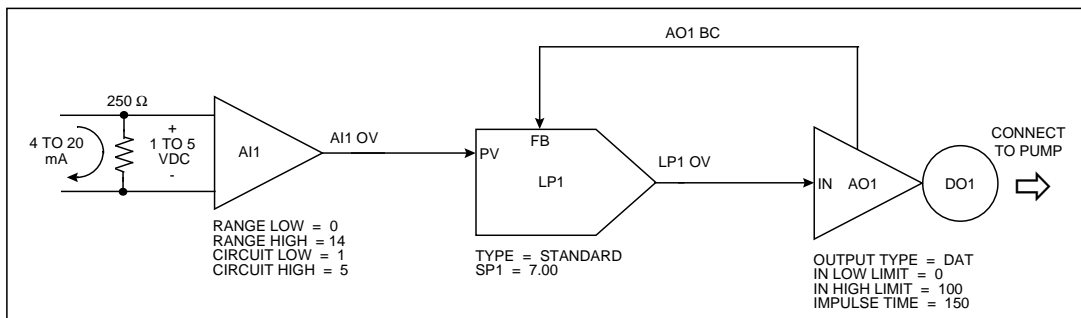 AO1 BC
250 Ω
4 TO 20
mA
+
1 TO 5
VDC
-
AI1
AI1 OV
PV
FB
LP1
LP1 OV
IN
AO1
DO1
CONNECT
TO PUMP
RANGE LOW = 0
RANGE HIGH = 14
CIRCUIT LOW = 1
CIRCUIT HIGH = 5
TYPE = STANDARD
SP1 = 7.00
OUTPUT TYPE = DAT
IN LOW LIMIT = 0
IN HIGH LIMIT = 100
IMPULSE TIME = 150